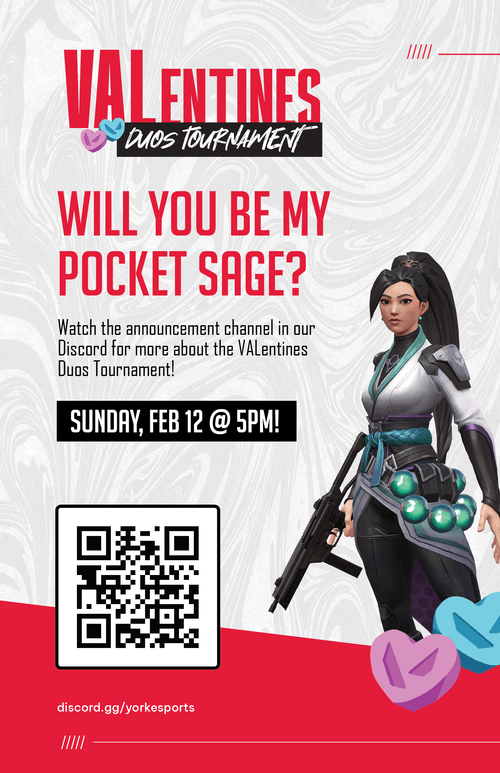 VALENTINES
DUOS TOURNAMENT
WILL YOU BE MY
POCKET SAGE?
Watch the announcement channel in our
Discord for more about the VALentines
Duos Tournament!
SUNDAY, FEB 12 @ 5PM!
discord.gg/yorkesports